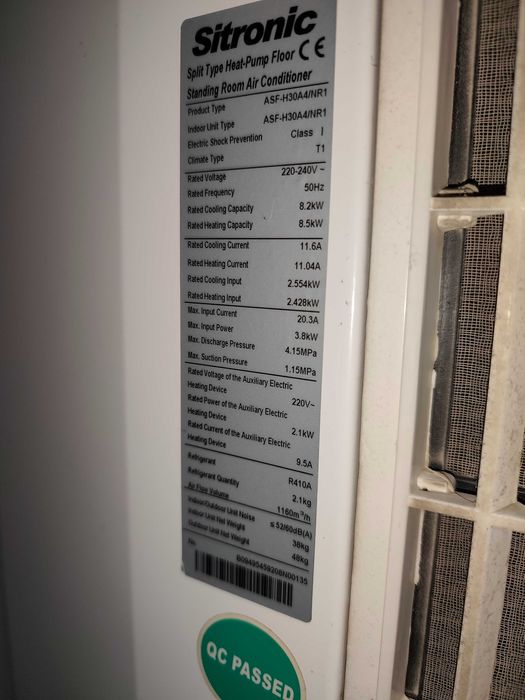 Sitronic
Split Type Heat-Pump Floor CE
Standing Room Air Conditioner
Product Type ASF-H30A4/NR1
Indoor Unit Type ASF-H30A4/NR1
Electric Shock Prevention Class I
Climate Type T1
Rated Voltage 220-240V ~
Rated Frequency 50Hz
Rated Cooling Capacity 8.2kW
Rated Heating Capacity 8.5kW
Rated Cooling Current 11.6A
Rated Heating Current 11.04A
Rated Cooling Input 2.554kW
Rated Heating Input 2.428kW
Max. Input Current 20.3A
Max. Input Power 3.8kW
Max. Discharge Pressure 4.15MPa
Max. Suction Pressure 1.15MPa
Rated Voltage of the Auxiliary Electric
Heating Device 220V~
Rated Power of the Auxiliary Electric
Heating Device 2.1kW
Rated Current of the Auxiliary Electric
Heating Device 9.5A
Refrigerant R410A
Refrigerant Quantity 2.1kg
Air Flow Volume 1160m³/h
Indoor/Outdoor Unit Noise ≤52/60dB(A)
Indoor Unit Net Weight 38kg
Outdoor Unit Net Weight 48kg
No. B09495459208N00135
QC PASSED